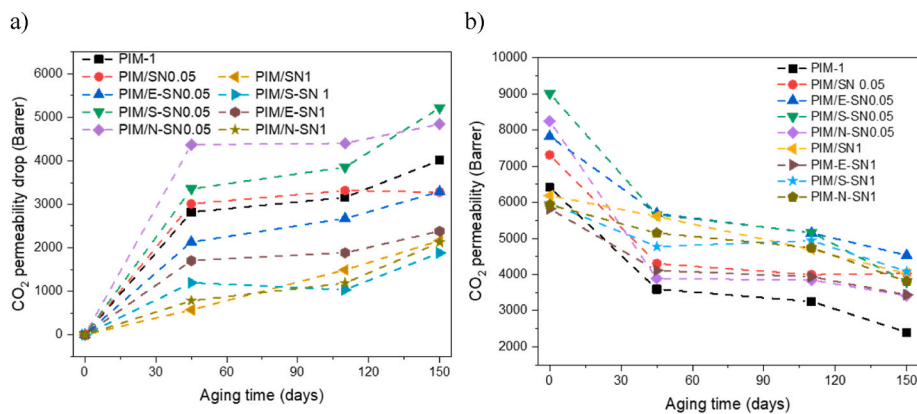 a)
CO2 permeability drop (Barrer)
6000
5000
4000
3000
2000
1000
0
PIM-1
PIM/SN0.05 PIM/SN1
PIM/E-SN0.05 PIM/S-SN 1
PIM/S-SN0.05 PIM/E-SN1
PIM/N-SN0.05 PIM/N-SN1
0 30 60 90 120 150
Aging time (days)
b)
CO2 permeability (Barrer)
10000
9000
8000
7000
6000
5000
4000
3000
2000
PIM-1
PIM/SN 0.05
PIM/E-SN0.05
PIM/S-SN0.05
PIM/N-SN0.05
PIM/SN1
PIM-E-SN1
PIM/S-SN1
PIM-N-SN1
0 30 60 90 120 150
Aging time (days)